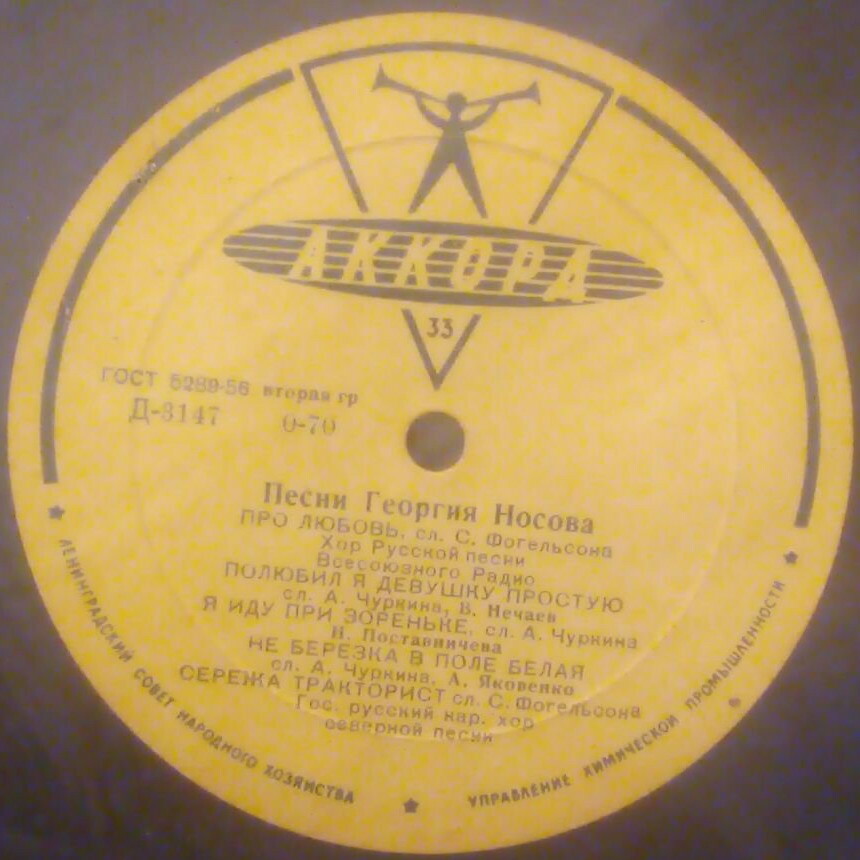 АККОРД
33
ГОСТ 5289-56 вторая гр
Д-3147 0-70
Песни Георгия Носова
ПРО ЛЮБОВЬ, сл. С. Фогельсона
Хор Русской песни
Всесоюзного Радио
ПОЛЮБИЛ Я ДЕВУШКУ ПРОСТУЮ
сл. А. Чуркина, В. Нечаев
Я ИДУ ПРИ ЗОРЕНЬКЕ, сл. А. Чуркина
Н. Поставничева
НЕ БЕРЕЗКА В ПОЛЕ БЕЛАЯ
сл. А. Чуркина, А. Яковенко
СЕРЕЖА ТРАКТОРИСТ сл. С. Фогельсона
Гос. русский нар. хор
северной песни
ЛЕНИНГРАДСКИЙ СОВЕТ НАРОДНОГО ХОЗЯЙСТВА
УПРАВЛЕНИЕ ХИМИЧЕСКОЙ ПРОМЫШЛЕННОСТИ